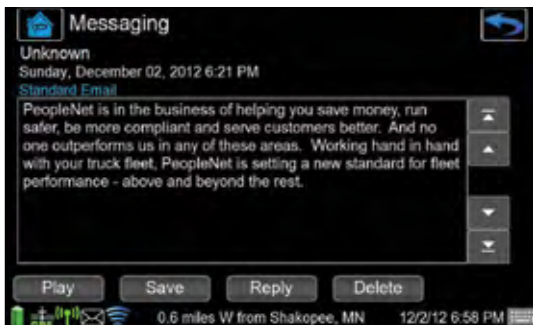 Messaging
Unknown
Sunday, December 02, 2012 6:21 PM
Standard Email
PeopleNet is in the business of helping you save money, run
safer, be more compliant and serve customers better. And no
one outperforms us in any of these areas. Working hand in hand
with your truck fleet, PeopleNet is setting a new standard for fleet
performance - above and beyond the rest.
Play Save Reply Delete
GPS 0.6 miles W from Shakopee, MN 12/2/12 6:58 PM